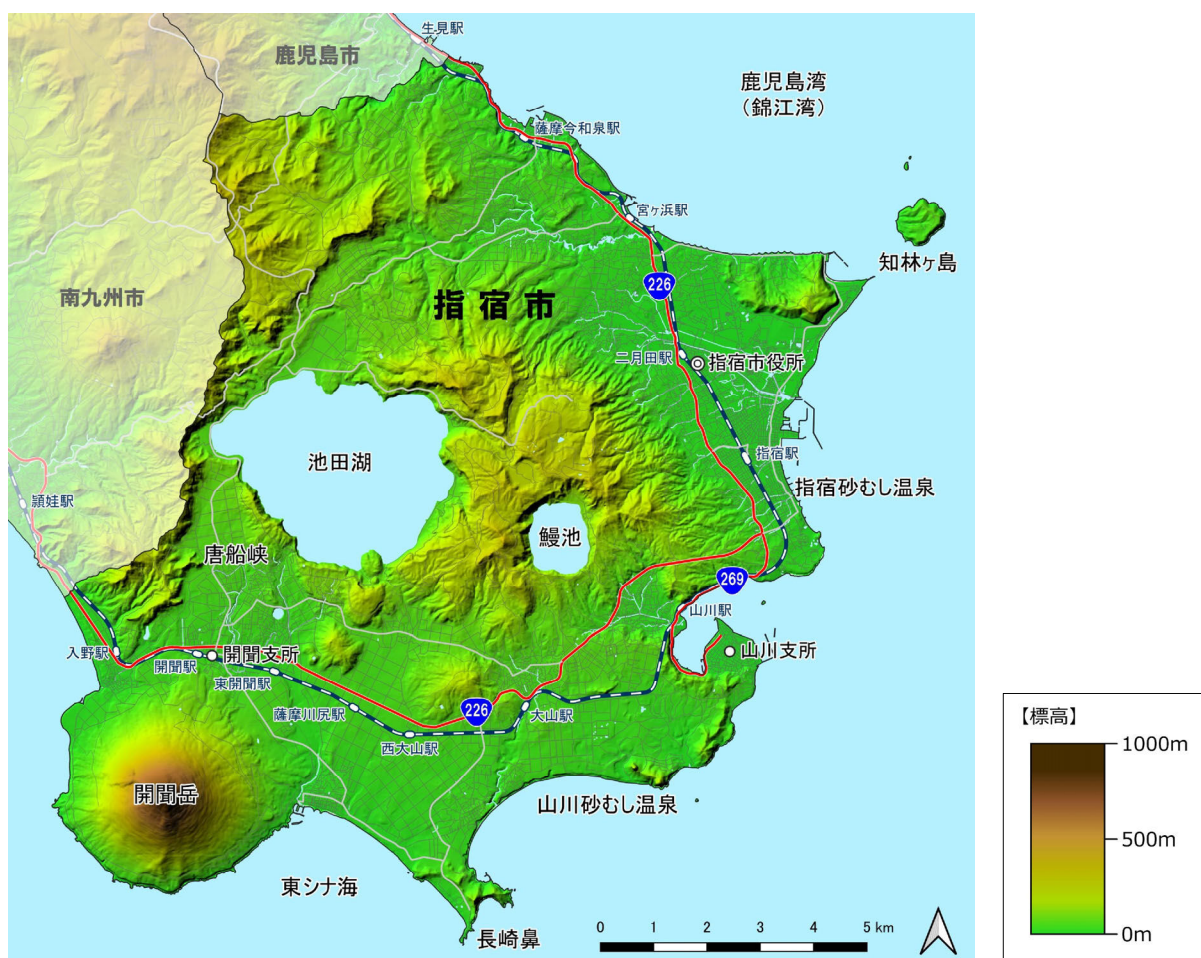 生見駅
鹿児島市
鹿児島湾
（錦江湾）
薩摩今和泉駅
宮ヶ浜駅
知林ヶ島
南九州市
指宿市
226
二月田駅
指宿市役所
池田湖
指宿駅
指宿砂むし温泉
頴娃駅
鰻池
唐船峡
269
山川駅
入野駅
開聞駅
開聞支所
山川支所
東開聞駅
薩摩川尻駅
226
大山駅
西大山駅
開聞岳
山川砂むし温泉
東シナ海
長崎鼻
0 1 2 3 4 5 km
【標高】
1000m
500m
0m